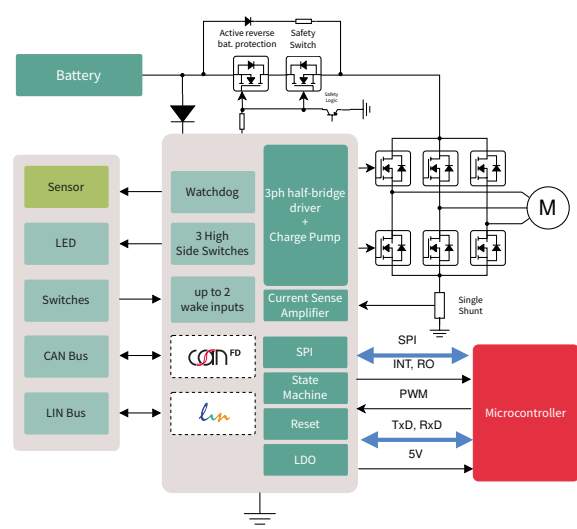 Active reverse
bat. protection
Safety
Switch
Battery
Safety
Logic
Sensor
LED
Switches
CAN Bus
LIN Bus
Watchdog
3 High
Side Switches
up to 2
wake inputs
CAN FD
lin
3ph half-bridge
driver
+
Charge Pump
Current Sense
Amplifier
SPI
State
Machine
Reset
LDO
M
Single
Shunt
SPI
INT, RO
PWM
TxD, RxD
5V
Microcontroller